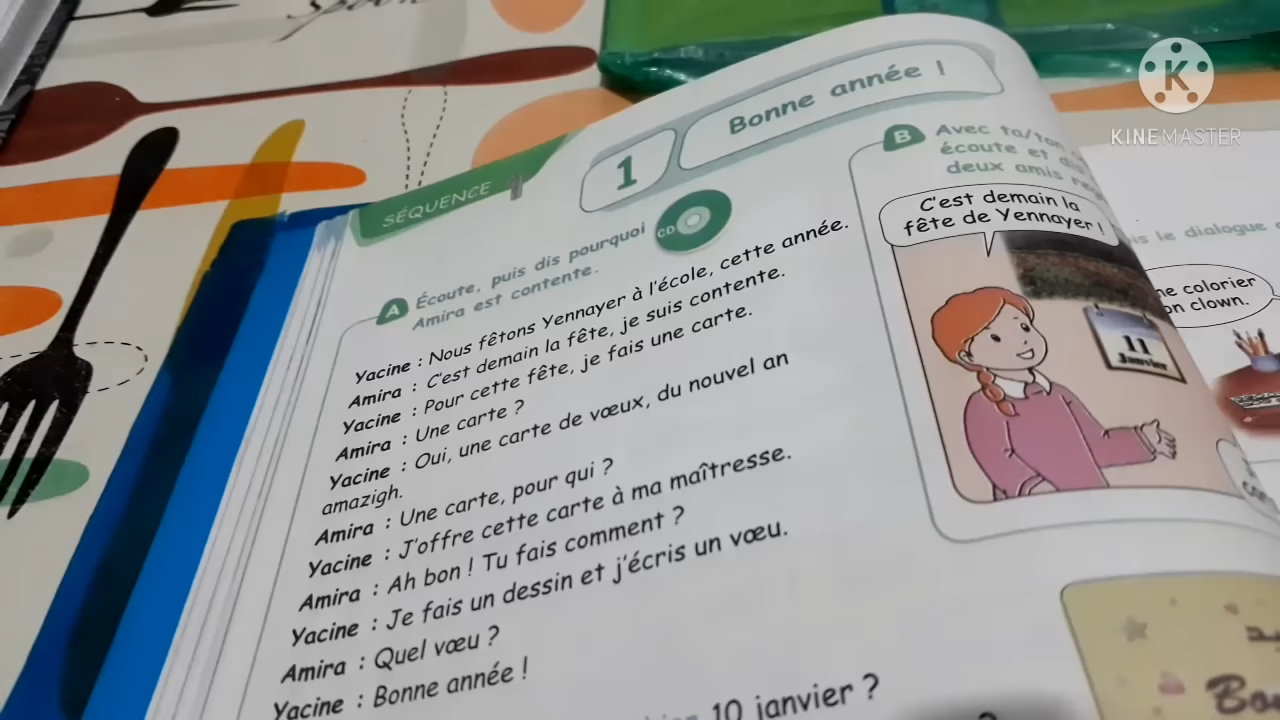 Spoon
KINEMASTER
SÉQUENCE 1
1
Bonne année !
A Écoute, puis dis pourquoi
Amira est contente.
CD
Yacine : Nous fêtons Yennayer à l'école, cette année.
Amira : C'est demain la fête, je suis contente.
Yacine : Pour cette fête, je fais une carte.
Amira : Une carte ?
Yacine : Oui, une carte de vœux, du nouvel an
amazigh.
Amira : Une carte, pour qui ?
Yacine : J'offre cette carte à ma maîtresse.
Amira : Ah bon ! Tu fais comment ?
Yacine : Je fais un dessin et j'écris un vœu.
Amira : Quel vœu ?
Yacine : Bonne année !
10 janvier ?
B Avec ta/ton
écoute et
deux amis
C'est demain la
fête de Yennayer !
11
Janvier
le dialogue
colorier
clown.